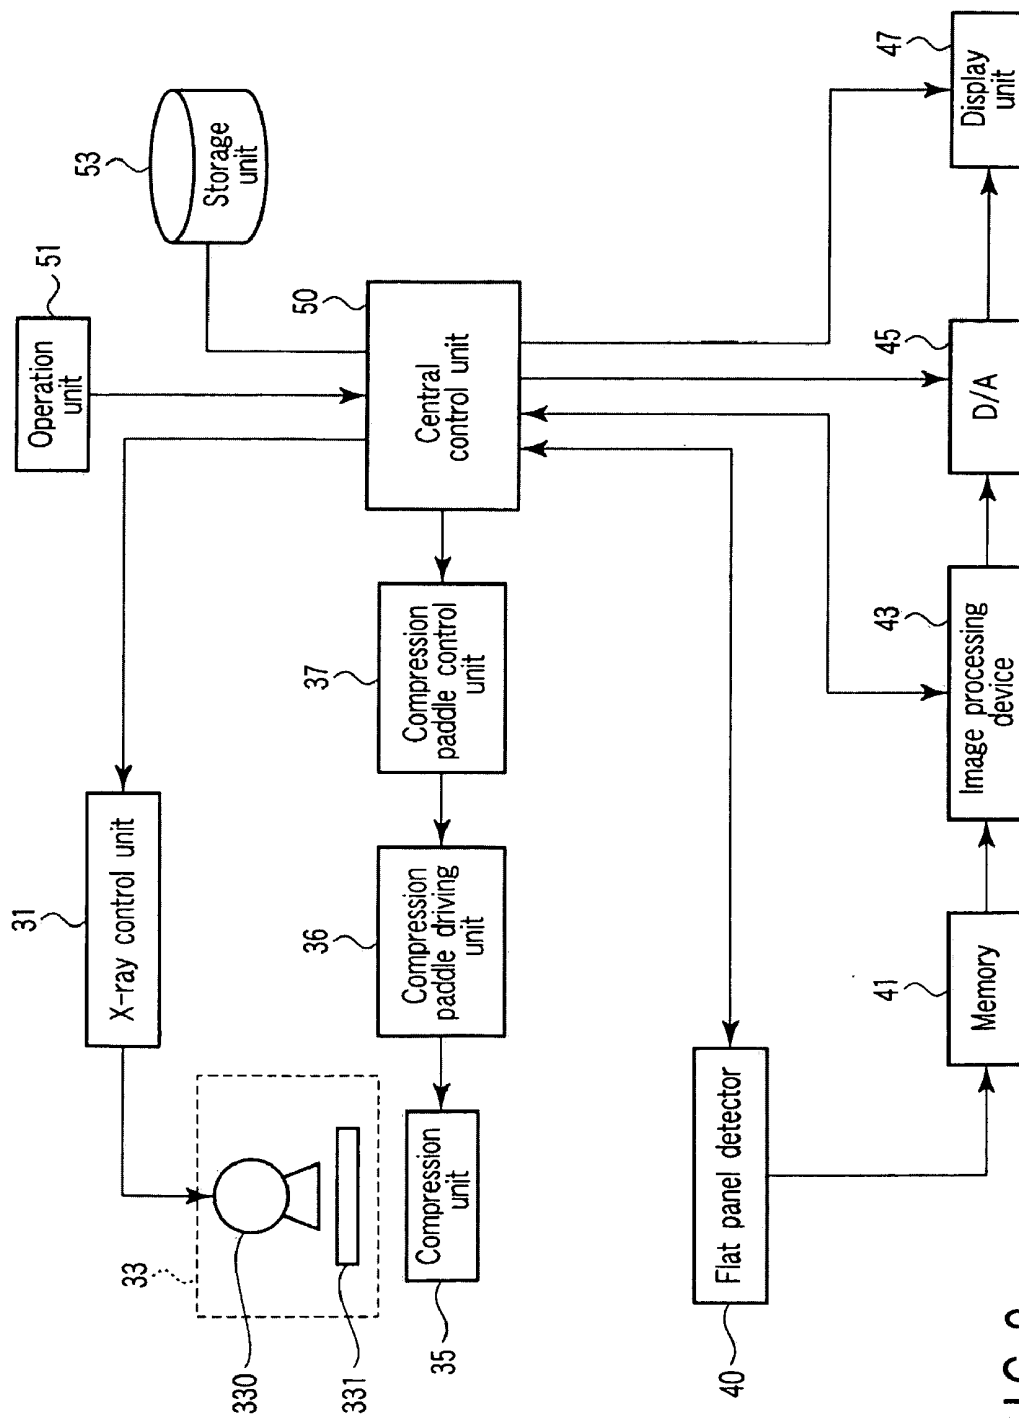 33
330
331
31
X-ray control unit
51
Operation
unit
53
Storage
unit
35
Compression
unit
36
Compression
paddle driving
unit
37
Compression
paddle control
unit
50
Central
control unit
40
Flat panel detector
41
Memory
43
Image processing
device
45
D/A
47
Display
unit